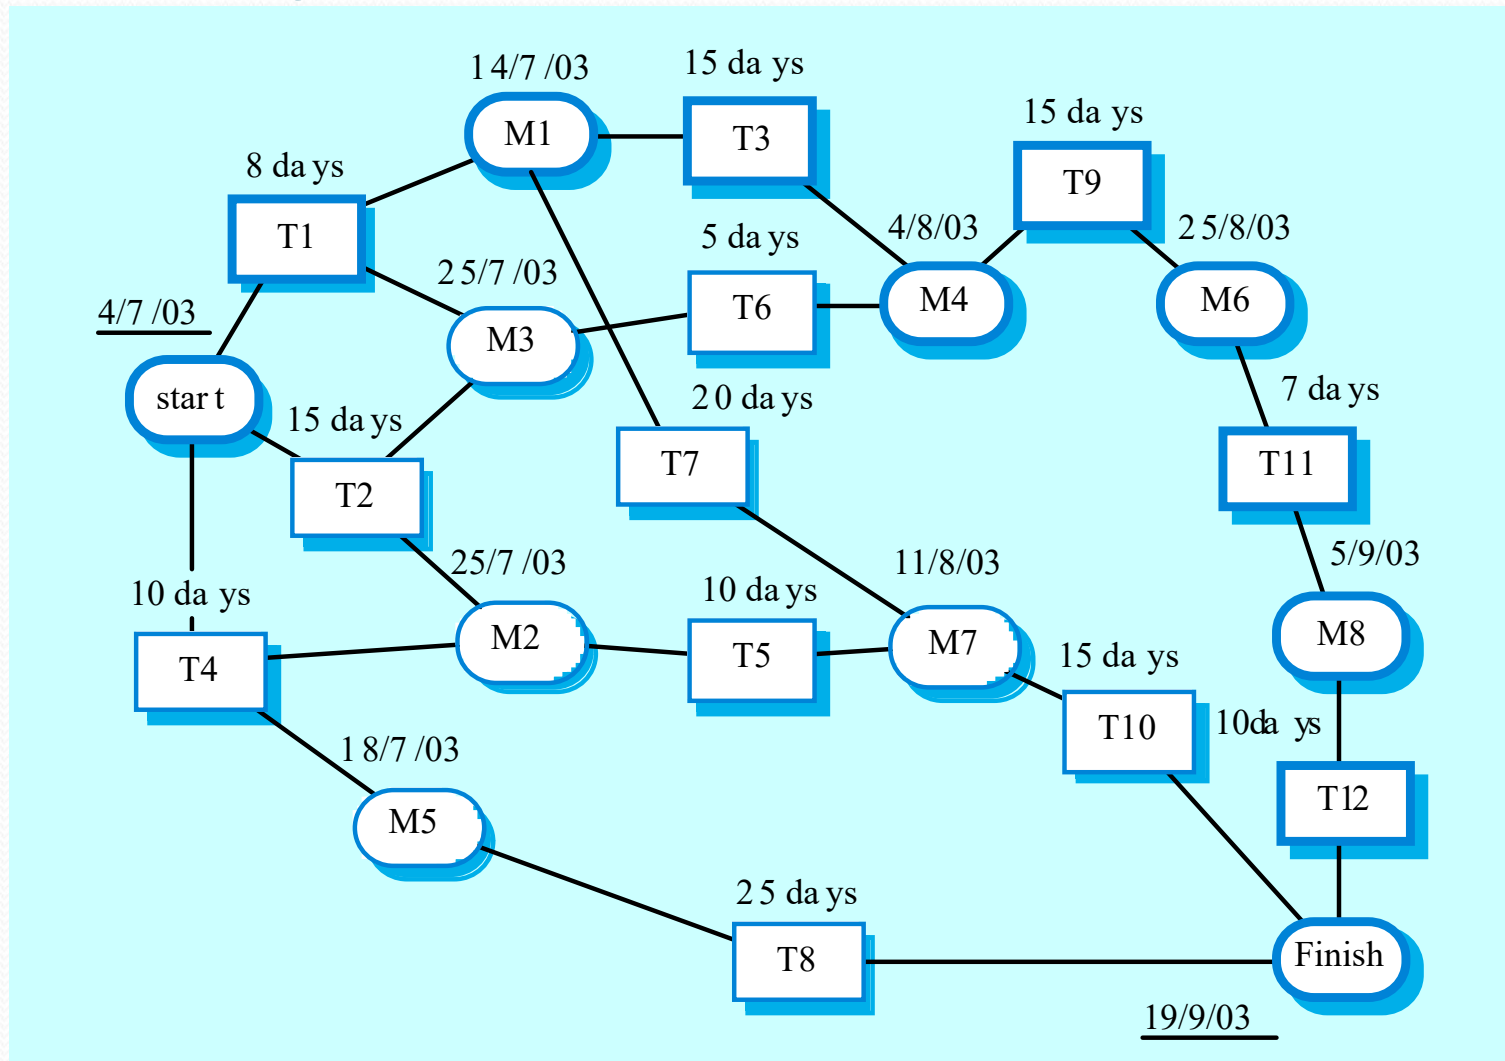 14/7/03
15 days
M1
T3
15 days
8 days
T9
T1
5 days
4/8/03
25/8/03
25/7/03
4/7/03
M3
T6
M4
M6
start
15 days
20 days
7 days
T2
T7
T11
25/7/03
11/8/03
5/9/03
10 days
10 days
T4
M2
T5
M7
15 days
M8
18/7/03
T10
10days
M5
T12
25 days
T8
Finish
19/9/03